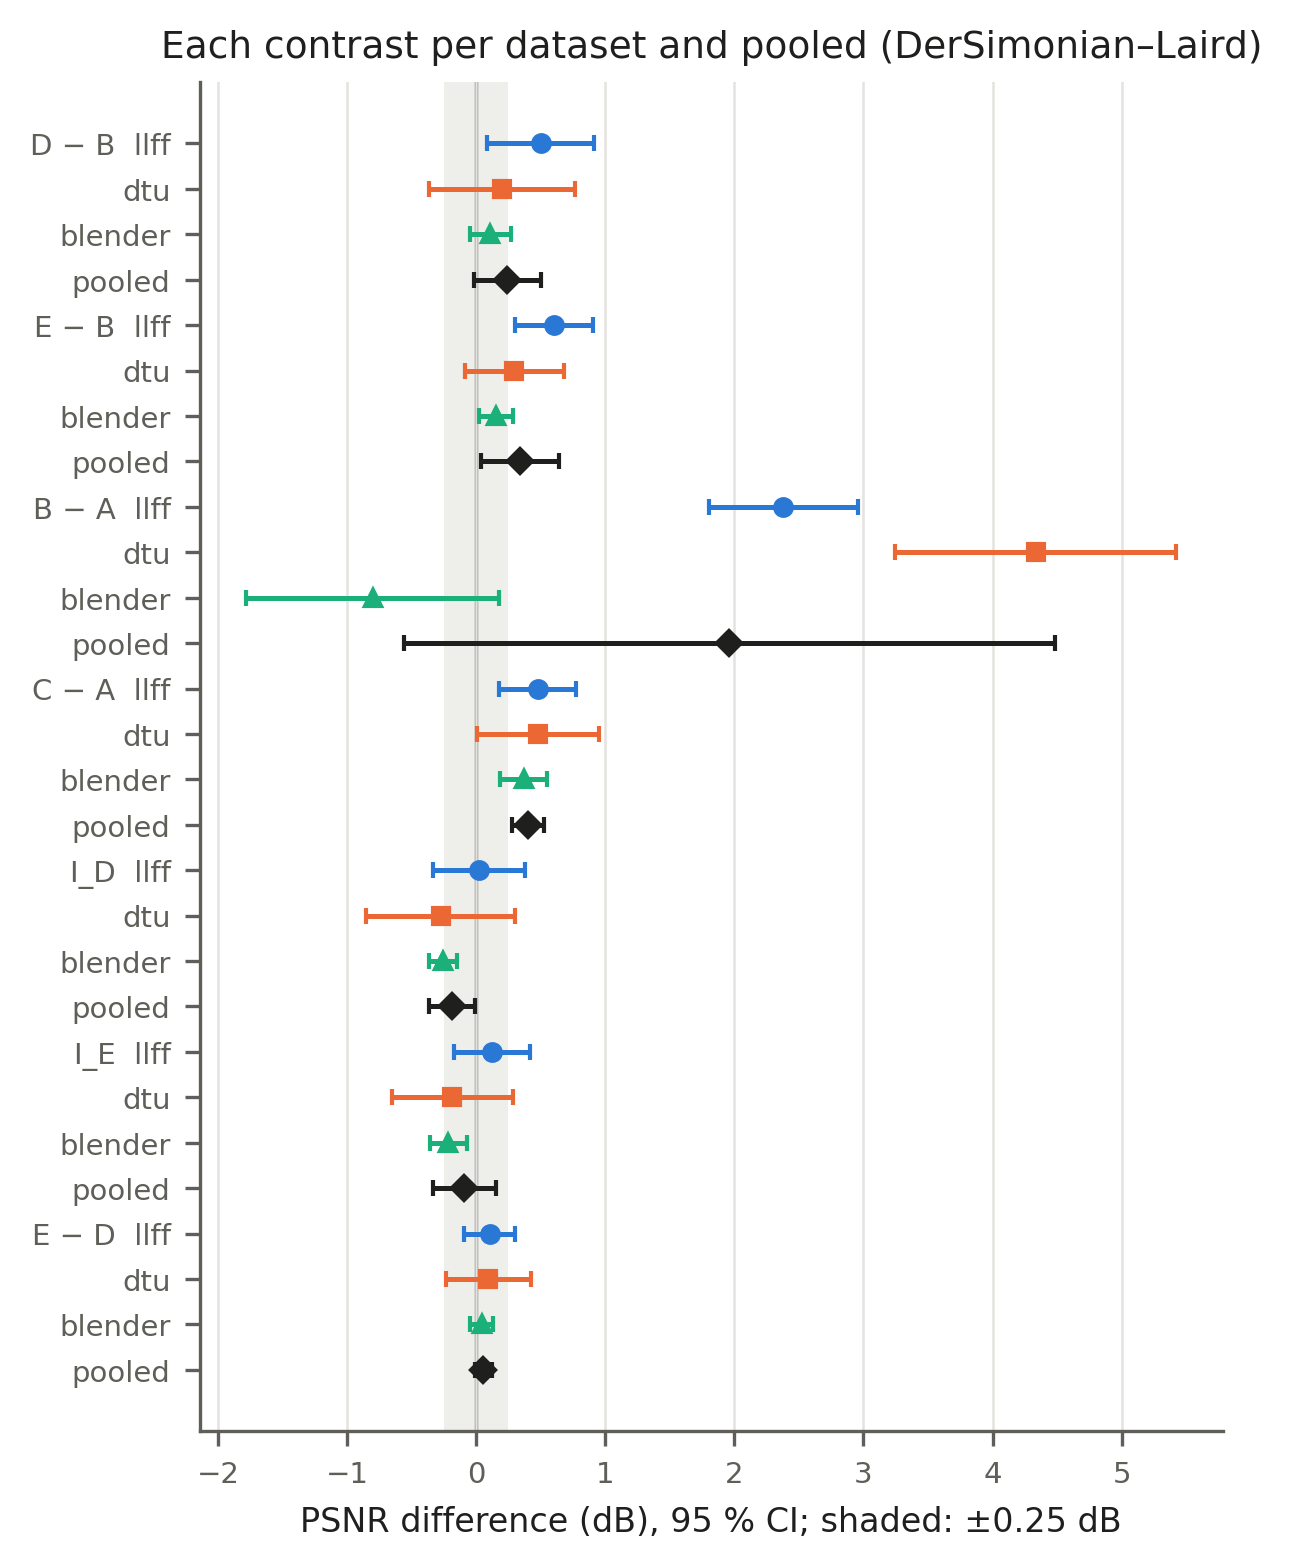 Each contrast per dataset and pooled (DerSimonian–Laird)
D − B  llff
dtu
blender
pooled
E − B  llff
dtu
blender
pooled
B − A  llff
dtu
blender
pooled
C − A  llff
dtu
blender
pooled
I_D  llff
dtu
blender
pooled
I_E  llff
dtu
blender
pooled
E − D  llff
dtu
blender
pooled
−2 −1 0 1 2 3 4 5
PSNR difference (dB), 95 % CI; shaded: ±0.25 dB